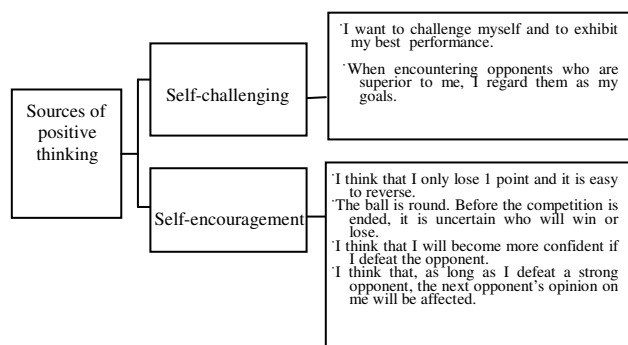 Sources of
positive
thinking
Self-challenging
˙I want to challenge myself and to exhibit
my best performance.
˙When encountering opponents who are
superior to me, I regard them as my
goals.
Self-encouragement
˙I think that I only lose 1 point and it is easy
to reverse.
˙The ball is round. Before the competition is
ended, it is uncertain who will win or
lose.
˙I think that I will become more confident if
I defeat the opponent.
˙I think that, as long as I defeat a strong
opponent, the next opponent’s opinion on
me will be affected.